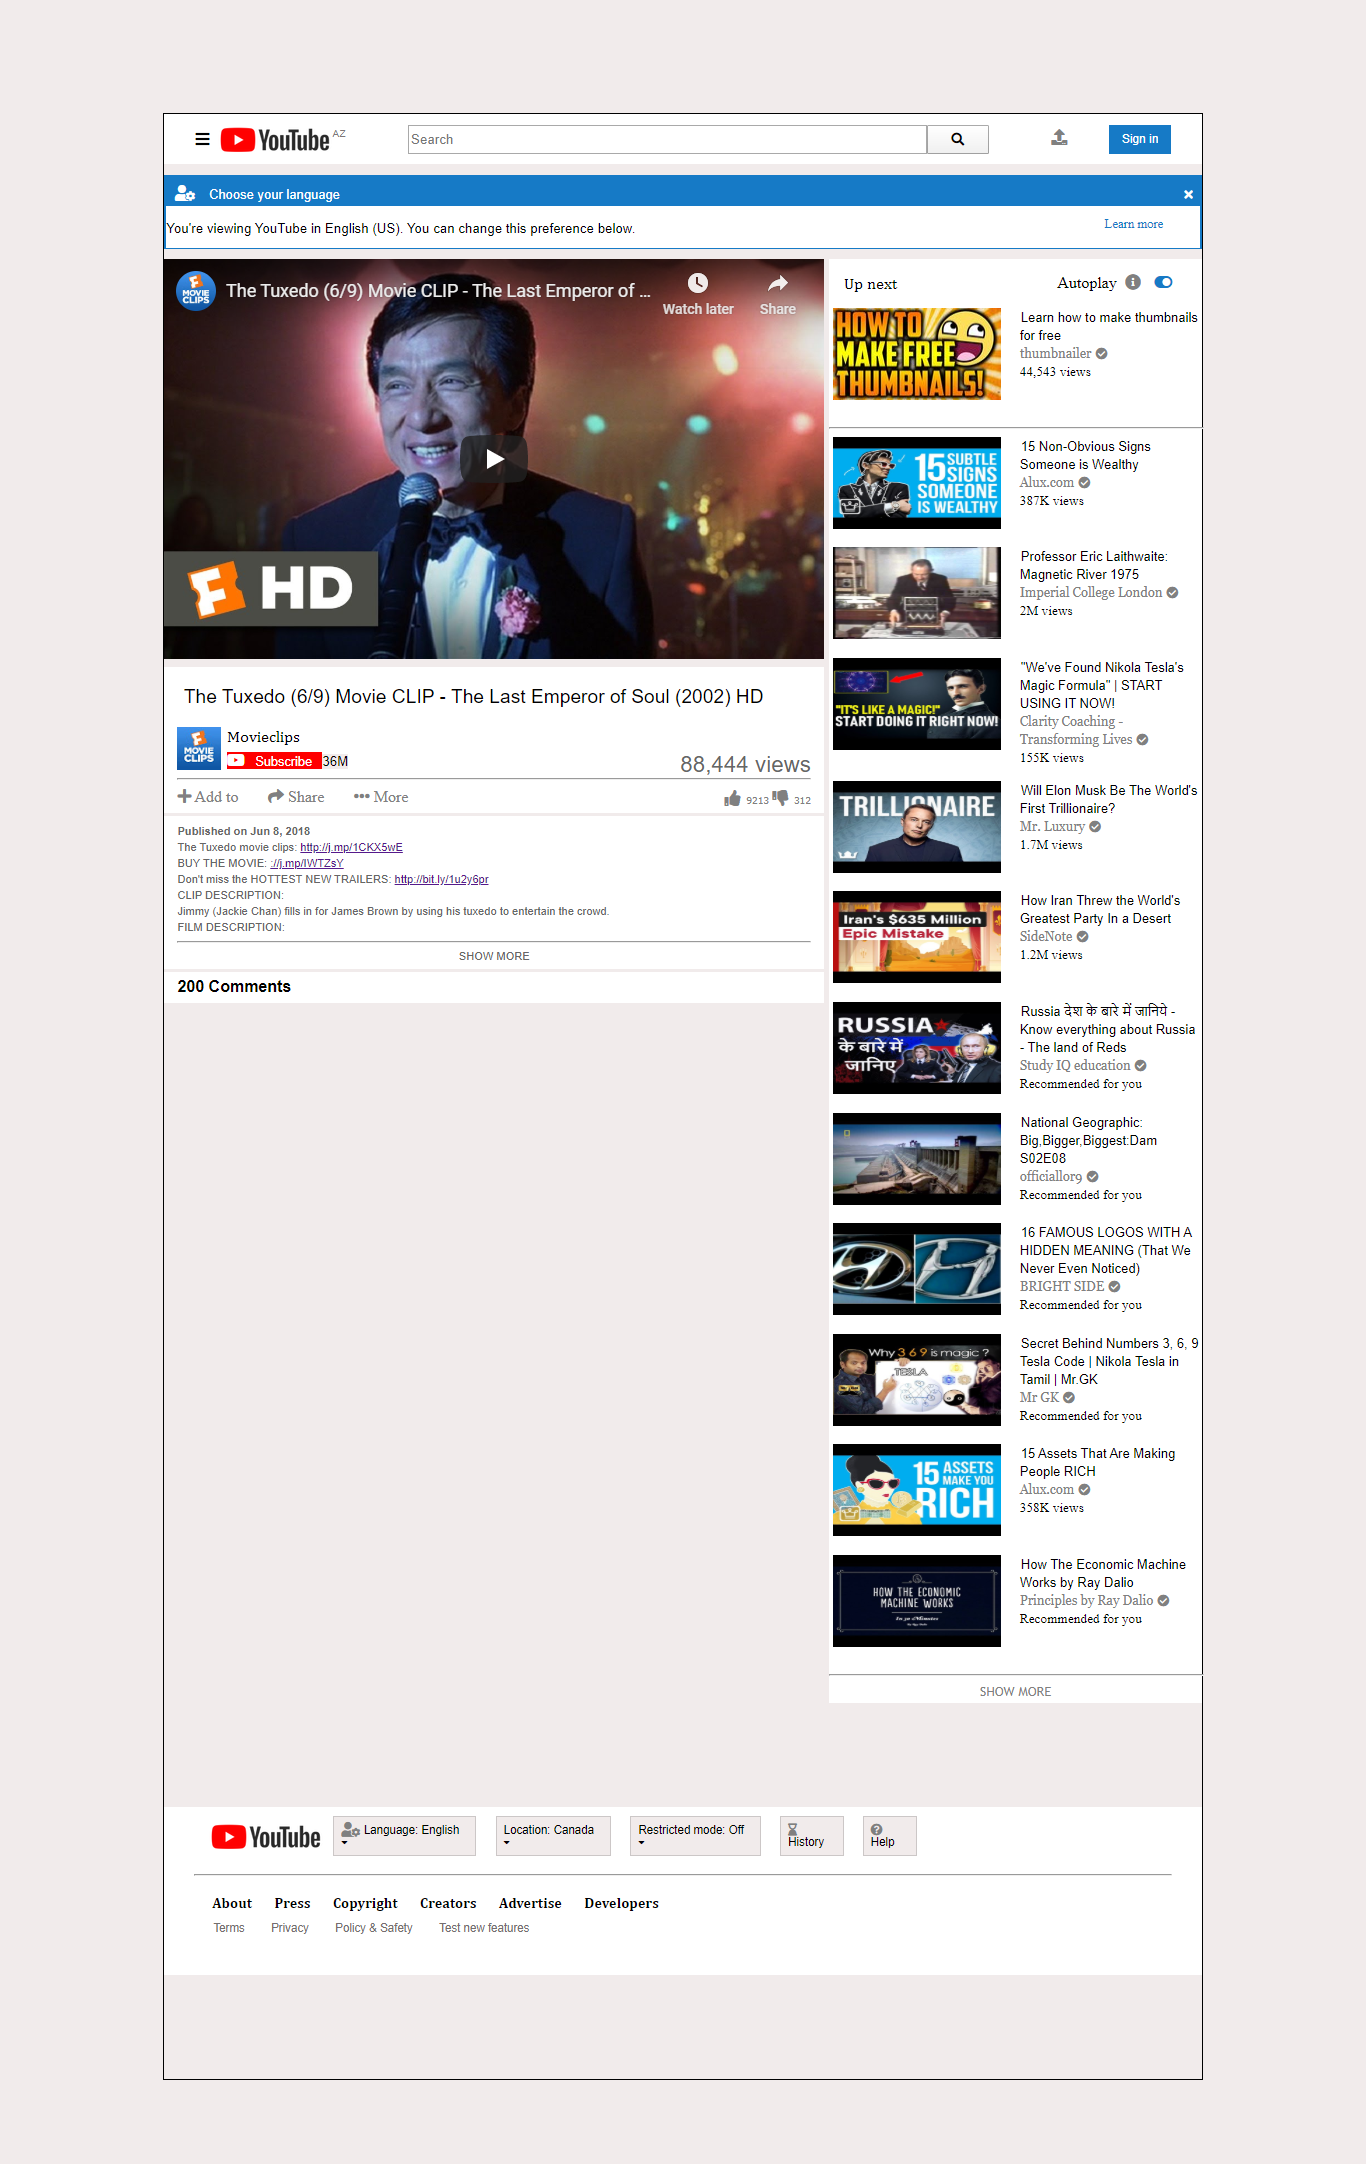 YouTube AZ
Search
Sign in
Choose your language
You're viewing YouTube in English (US). You can change this preference below.
Learn more
MOVIE CLIPS
The Tuxedo (6/9) Movie CLIP - The Last Emperor of ...
Watch later
Share
HD
The Tuxedo (6/9) Movie CLIP - The Last Emperor of Soul (2002) HD
MOVIE CLIPS
Movieclips
Subscribe 36M
88,444 views
Add to
Share
More
9213
312
Published on Jun 8, 2018
The Tuxedo movie clips: http://j.mp/1CKX5wE
BUY THE MOVIE: ://j.mp/IWTZsY
Don't miss the HOTTEST NEW TRAILERS: http://bit.ly/1u2y6pr
CLIP DESCRIPTION:
Jimmy (Jackie Chan) fills in for James Brown by using his tuxedo to entertain the crowd.
FILM DESCRIPTION:
SHOW MORE
200 Comments
Up next
Autoplay
HOW TO
MAKE FREE
THUMBNAILS!
Learn how to make thumbnails
for free
thumbnailer
44,543 views
15 SUBTLE
SIGNS
SOMEONE
IS WEALTHY
15 Non-Obvious Signs
Someone is Wealthy
Alux.com
387K views
Professor Eric Laithwaite:
Magnetic River 1975
Imperial College London
2M views
"IT'S LIKE A MAGIC!"
START DOING IT RIGHT NOW!
"We've Found Nikola Tesla's
Magic Formula" | START
USING IT NOW!
Clarity Coaching -
Transforming Lives
155K views
TRILLIONAIRE
Will Elon Musk Be The World's
First Trillionaire?
Mr. Luxury
1.7M views
Iran's $635 Million
Epic Mistake
How Iran Threw the World's
Greatest Party In a Desert
SideNote
1.2M views
RUSSIA
के बारे में
जानिए
Russia देश के बारे में जानिये -
Know everything about Russia
- The land of Reds
Study IQ education
Recommended for you
National Geographic:
Big,Bigger,Biggest:Dam
S02E08
officiallor9
Recommended for you
16 FAMOUS LOGOS WITH A
HIDDEN MEANING (That We
Never Even Noticed)
BRIGHT SIDE
Recommended for you
Why 3 6 9 is magic ?
TESLA
Secret Behind Numbers 3, 6, 9
Tesla Code | Nikola Tesla in
Tamil | Mr.GK
Mr GK
Recommended for you
15 ASSETS
MAKE YOU
RICH
15 Assets That Are Making
People RICH
Alux.com
358K views
HOW THE ECONOMIC
MACHINE WORKS
In 30 Minutes
How The Economic Machine
Works by Ray Dalio
Principles by Ray Dalio
Recommended for you
SHOW MORE
YouTube
Language: English
Location: Canada
Restricted mode: Off
History
Help
About Press Copyright Creators Advertise Developers
Terms Privacy Policy & Safety Test new features